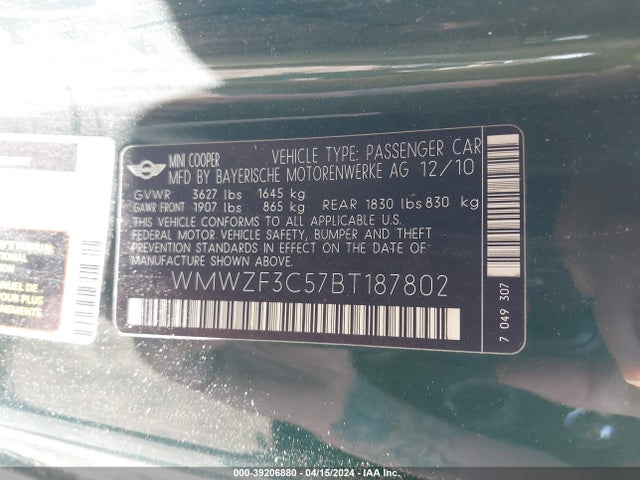 MINI COOPER VEHICLE TYPE: PASSENGER CAR
MFD BY BAYERISCHE MOTORENWERKE AG 12/10
GVWR 3627 lbs 1645 kg
GAWR FRONT 1907 lbs 865 kg REAR 1830 lbs 830 kg
THIS VEHICLE CONFORMS TO ALL APPLICABLE U.S.
FEDERAL MOTOR VEHICLE SAFETY, BUMPER AND THEFT
PREVENTION STANDARDS IN EFFECT ON THE DATE OF
MANUFACTURE SHOWN ABOVE.
WMWZF3C57BT187802
7 049 307
000-39206880 - 04/15/2024 - IAAI.COM